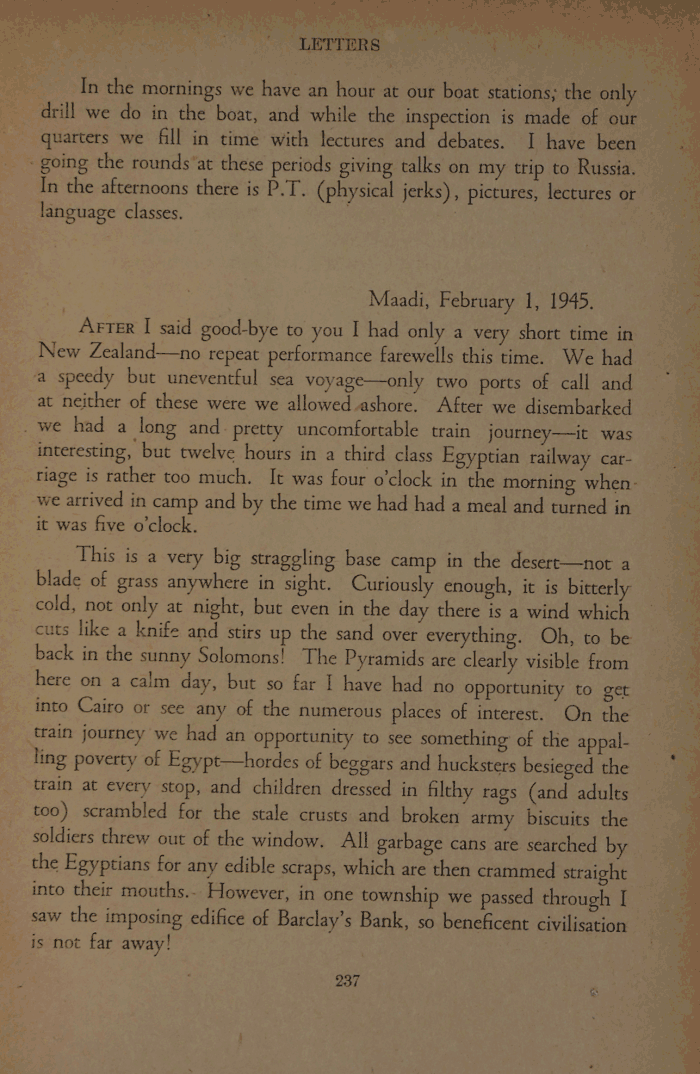 LETTERS
In the mornings we have an hour at our boat stations; the only
drill we do in the boat, and while the inspection is made of our
quarters we fill in time with lectures and debates. I have been
going the rounds at these periods giving talks on my trip to Russia.
In the afternoons there is P.T. (physical jerks), pictures, lectures or
language classes.
Maadi, February 1, 1945.
AFTER I said good-bye to you I had only a very short time in
New Zealand—no repeat performance farewells this time. We had
a speedy but uneventful sea voyage—only two ports of call and
at neither of these were we allowed ashore. After we disembarked
we had a long and pretty uncomfortable train journey—it was
interesting, but twelve hours in a third class Egyptian railway car-
riage is rather too much. It was four o'clock in the morning when
we arrived in camp and by the time we had had a meal and turned in
it was five o'clock.
This is a very big straggling base camp in the desert—not a
blade of grass anywhere in sight. Curiously enough, it is bitterly
cold, not only at night, but even in the day there is a wind which
cuts like a knife and stirs up the sand over everything. Oh, to be
back in the sunny Solomons! The Pyramids are clearly visible from
here on a calm day, but so far I have had no opportunity to get
into Cairo or see any of the numerous places of interest. On the
train journey we had an opportunity to see something of the appal-
ling poverty of Egypt—hordes of beggars and hucksters besieged the
train at every stop, and children dressed in filthy rags (and adults
too) scrambled for the stale crusts and broken army biscuits the
soldiers threw out of the window. All garbage cans are searched by
the Egyptians for any edible scraps, which are then crammed straight
into their mouths. However, in one township we passed through I
saw the imposing edifice of Barclay's Bank, so beneficent civilisation
is not far away!
237